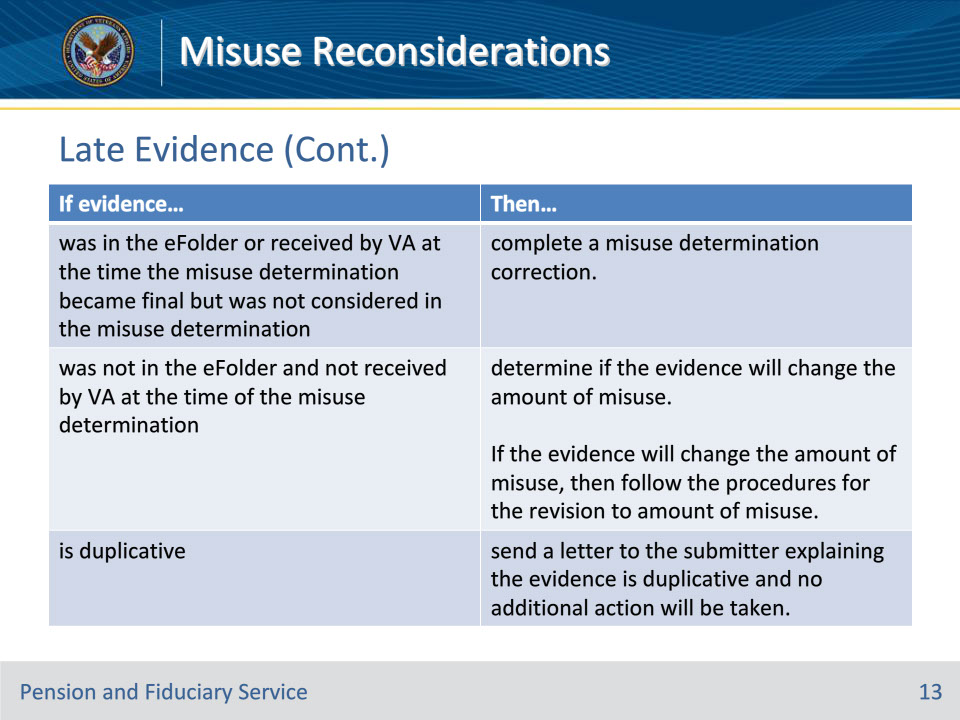 Misuse Reconsiderations
Late Evidence (Cont.)
If evidence…
Then…
was in the eFolder or received by VA at
the time the misuse determination
became final but was not considered in
the misuse determination
complete a misuse determination
correction.
was not in the eFolder and not received
by VA at the time of the misuse
determination
determine if the evidence will change the
amount of misuse.
If the evidence will change the amount of
misuse, then follow the procedures for
the revision to amount of misuse.
is duplicative
send a letter to the submitter explaining
the evidence is duplicative and no
additional action will be taken.
Pension and Fiduciary Service
13